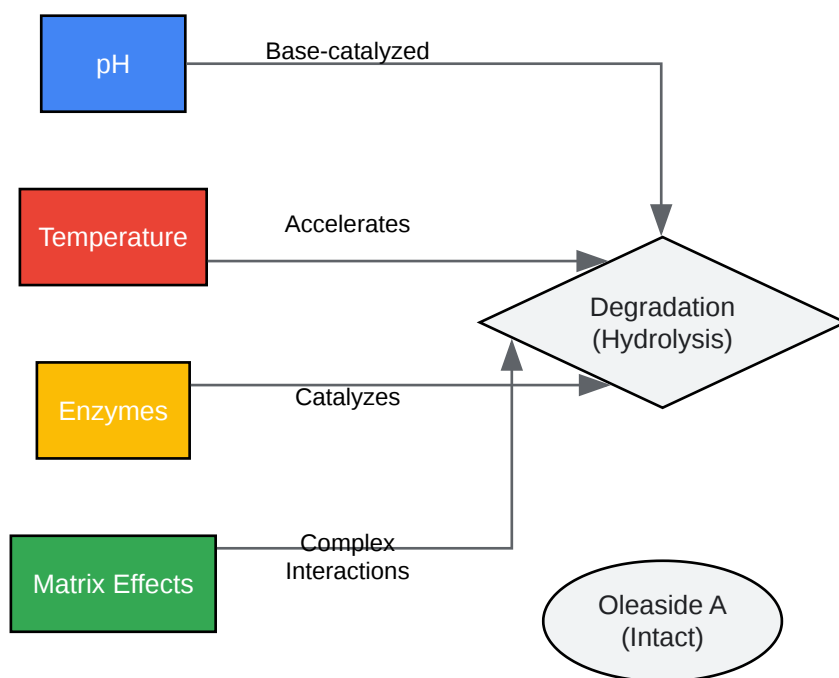 pH
Base-catalyzed
Temperature
Accelerates
Degradation
(Hydrolysis)
Enzymes
Catalyzes
Matrix Effects
Complex
Interactions
Oleaside A
(Intact)